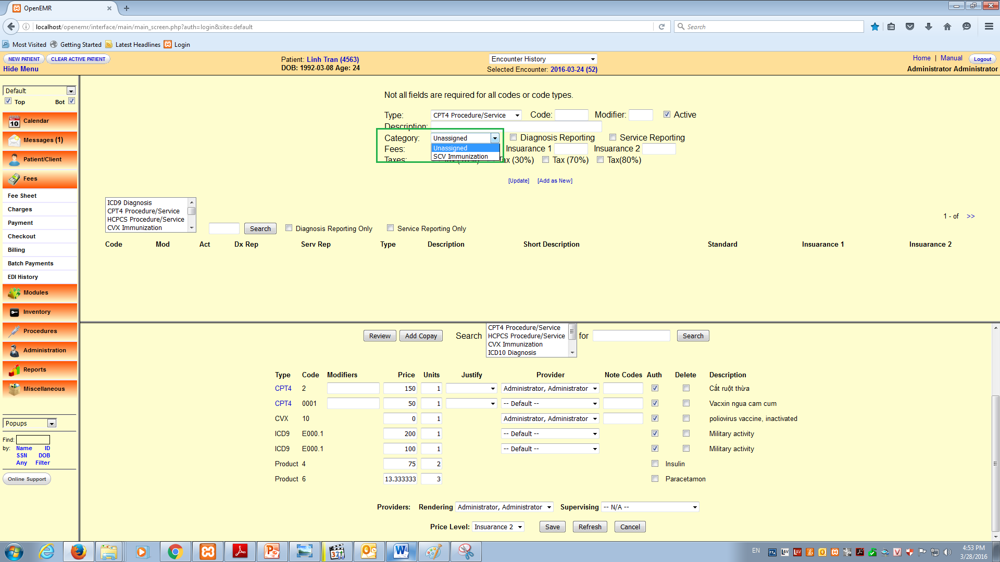 OpenEMR
localhost/openemr/interface/main/main_screen.php?auth=login&site=default
Search
Most Visited Getting Started Latest Headlines Login
NEW PATIENT CLEAR ACTIVE PATIENT
Hide Menu
Patient: Linh Tran (4563)
DOB: 1992-03-08 Age: 24
Encounter History
Selected Encounter: 2016-03-24 (52)
Home | Manual Logout
Administrator Administrator
Default
Top Bot
Calendar
Messages (1)
Patient/Client
Fees
Fee Sheet
Charges
Payment
Checkout
Billing
Batch Payments
EDI History
Modules
Inventory
Procedures
Administration
Reports
Miscellaneous
Popups
Find:
by: Name ID
SSN DOB
Any Filter
Online Support
Not all fields are required for all codes or code types.
Type: CPT4 Procedure/Service Code: Modifier: Active
Description:
Category: Unassigned Diagnosis Reporting Service Reporting
Unassigned
SCV Immunization
Fees: Insuarance 1 Insuarance 2
Taxes: Tax (30%) Tax (70%) Tax(80%)
[Update] [Add as New]
ICD9 Diagnosis
CPT4 Procedure/Service
HCPCS Procedure/Service
CVX Immunization
Search Diagnosis Reporting Only Service Reporting Only
1 - of >>
Code Mod Act Dx Rep Serv Rep Type Description Short Description Standard Insuarance 1 Insuarance 2
Review Add Copay Search
CPT4 Procedure/Service
HCPCS Procedure/Service
CVX Immunization
ICD10 Diagnosis
for Search
Type Code Modifiers Price Units Justify Provider Note Codes Auth Delete Description
CPT4 2 150 1 Administrator, Administrator Cắt ruột thừa
CPT4 0001 50 1 -- Default -- Vacxin ngua cam cum
CVX 10 0 1 Administrator, Administrator poliovirus vaccine, inactivated
ICD9 E000.1 200 1 -- Default -- Military activity
ICD9 E000.1 100 1 -- Default -- Military activity
Product 4 75 2 Insulin
Product 6 13.333333 3 Paracetamon
Providers: Rendering Administrator, Administrator Supervising -- N/A --
Price Level: Insuarance 2 Save Refresh Cancel
EN
4:53 PM
3/28/2016